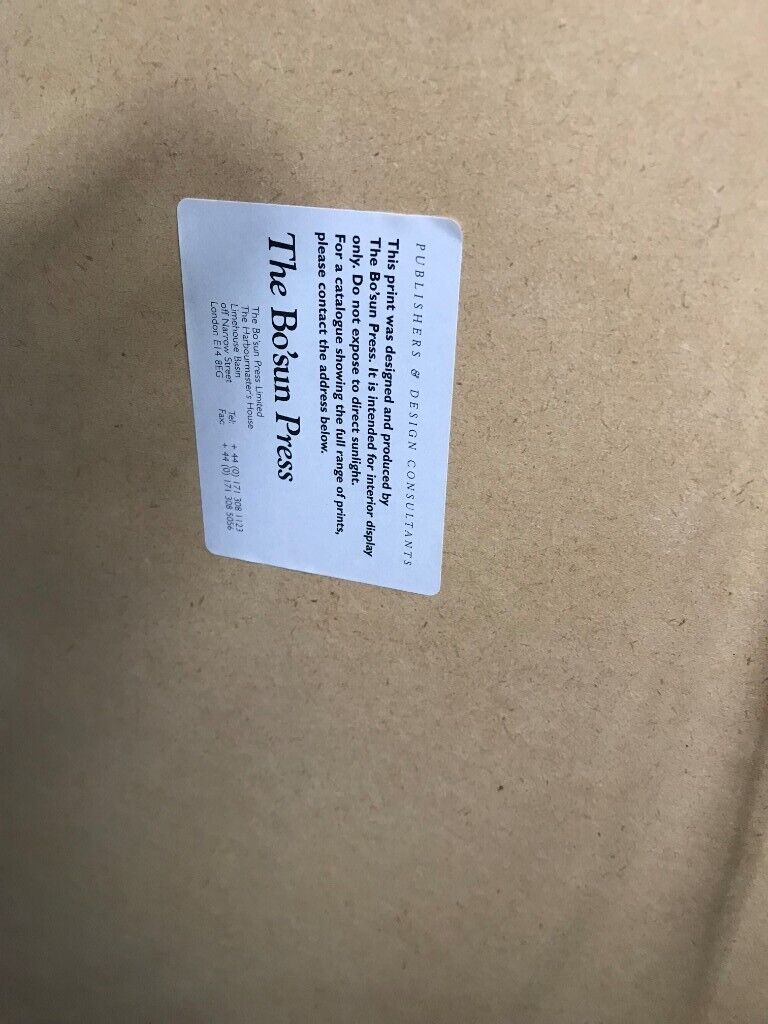 PUBLISHERS & DESIGN CONSULTANTS
This print was designed and produced by
The Bo'sun Press. It is intended for interior display
only. Do not expose to direct sunlight.
For a catalogue showing the full range of prints,
please contact the address below.
The Bo'sun Press
The Bo'sun Press Limited
The Harbourmaster's House
Limehouse Basin
off Narrow Street Tel: + 44 (0) 171 308 1123
London E14 8EG Fax: + 44 (0) 171 308 5056